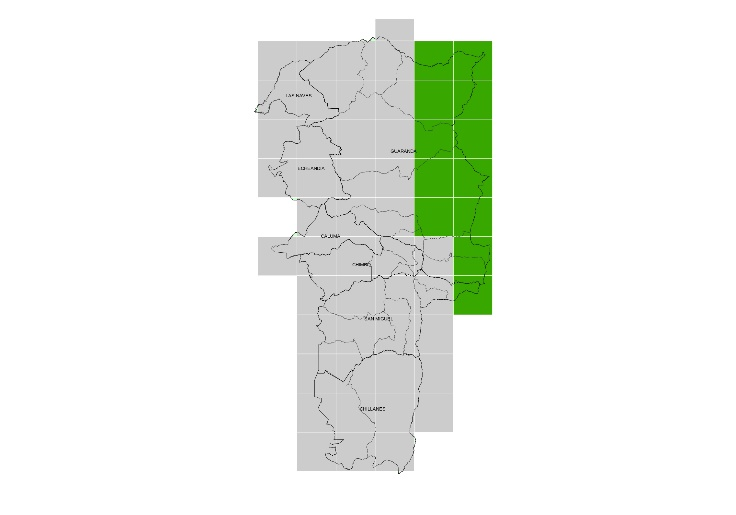 LAS NAVES
GUARANDA
ECHEANDIA
CALUMA
CHIMBO
SAN MIGUEL
CHILLANES